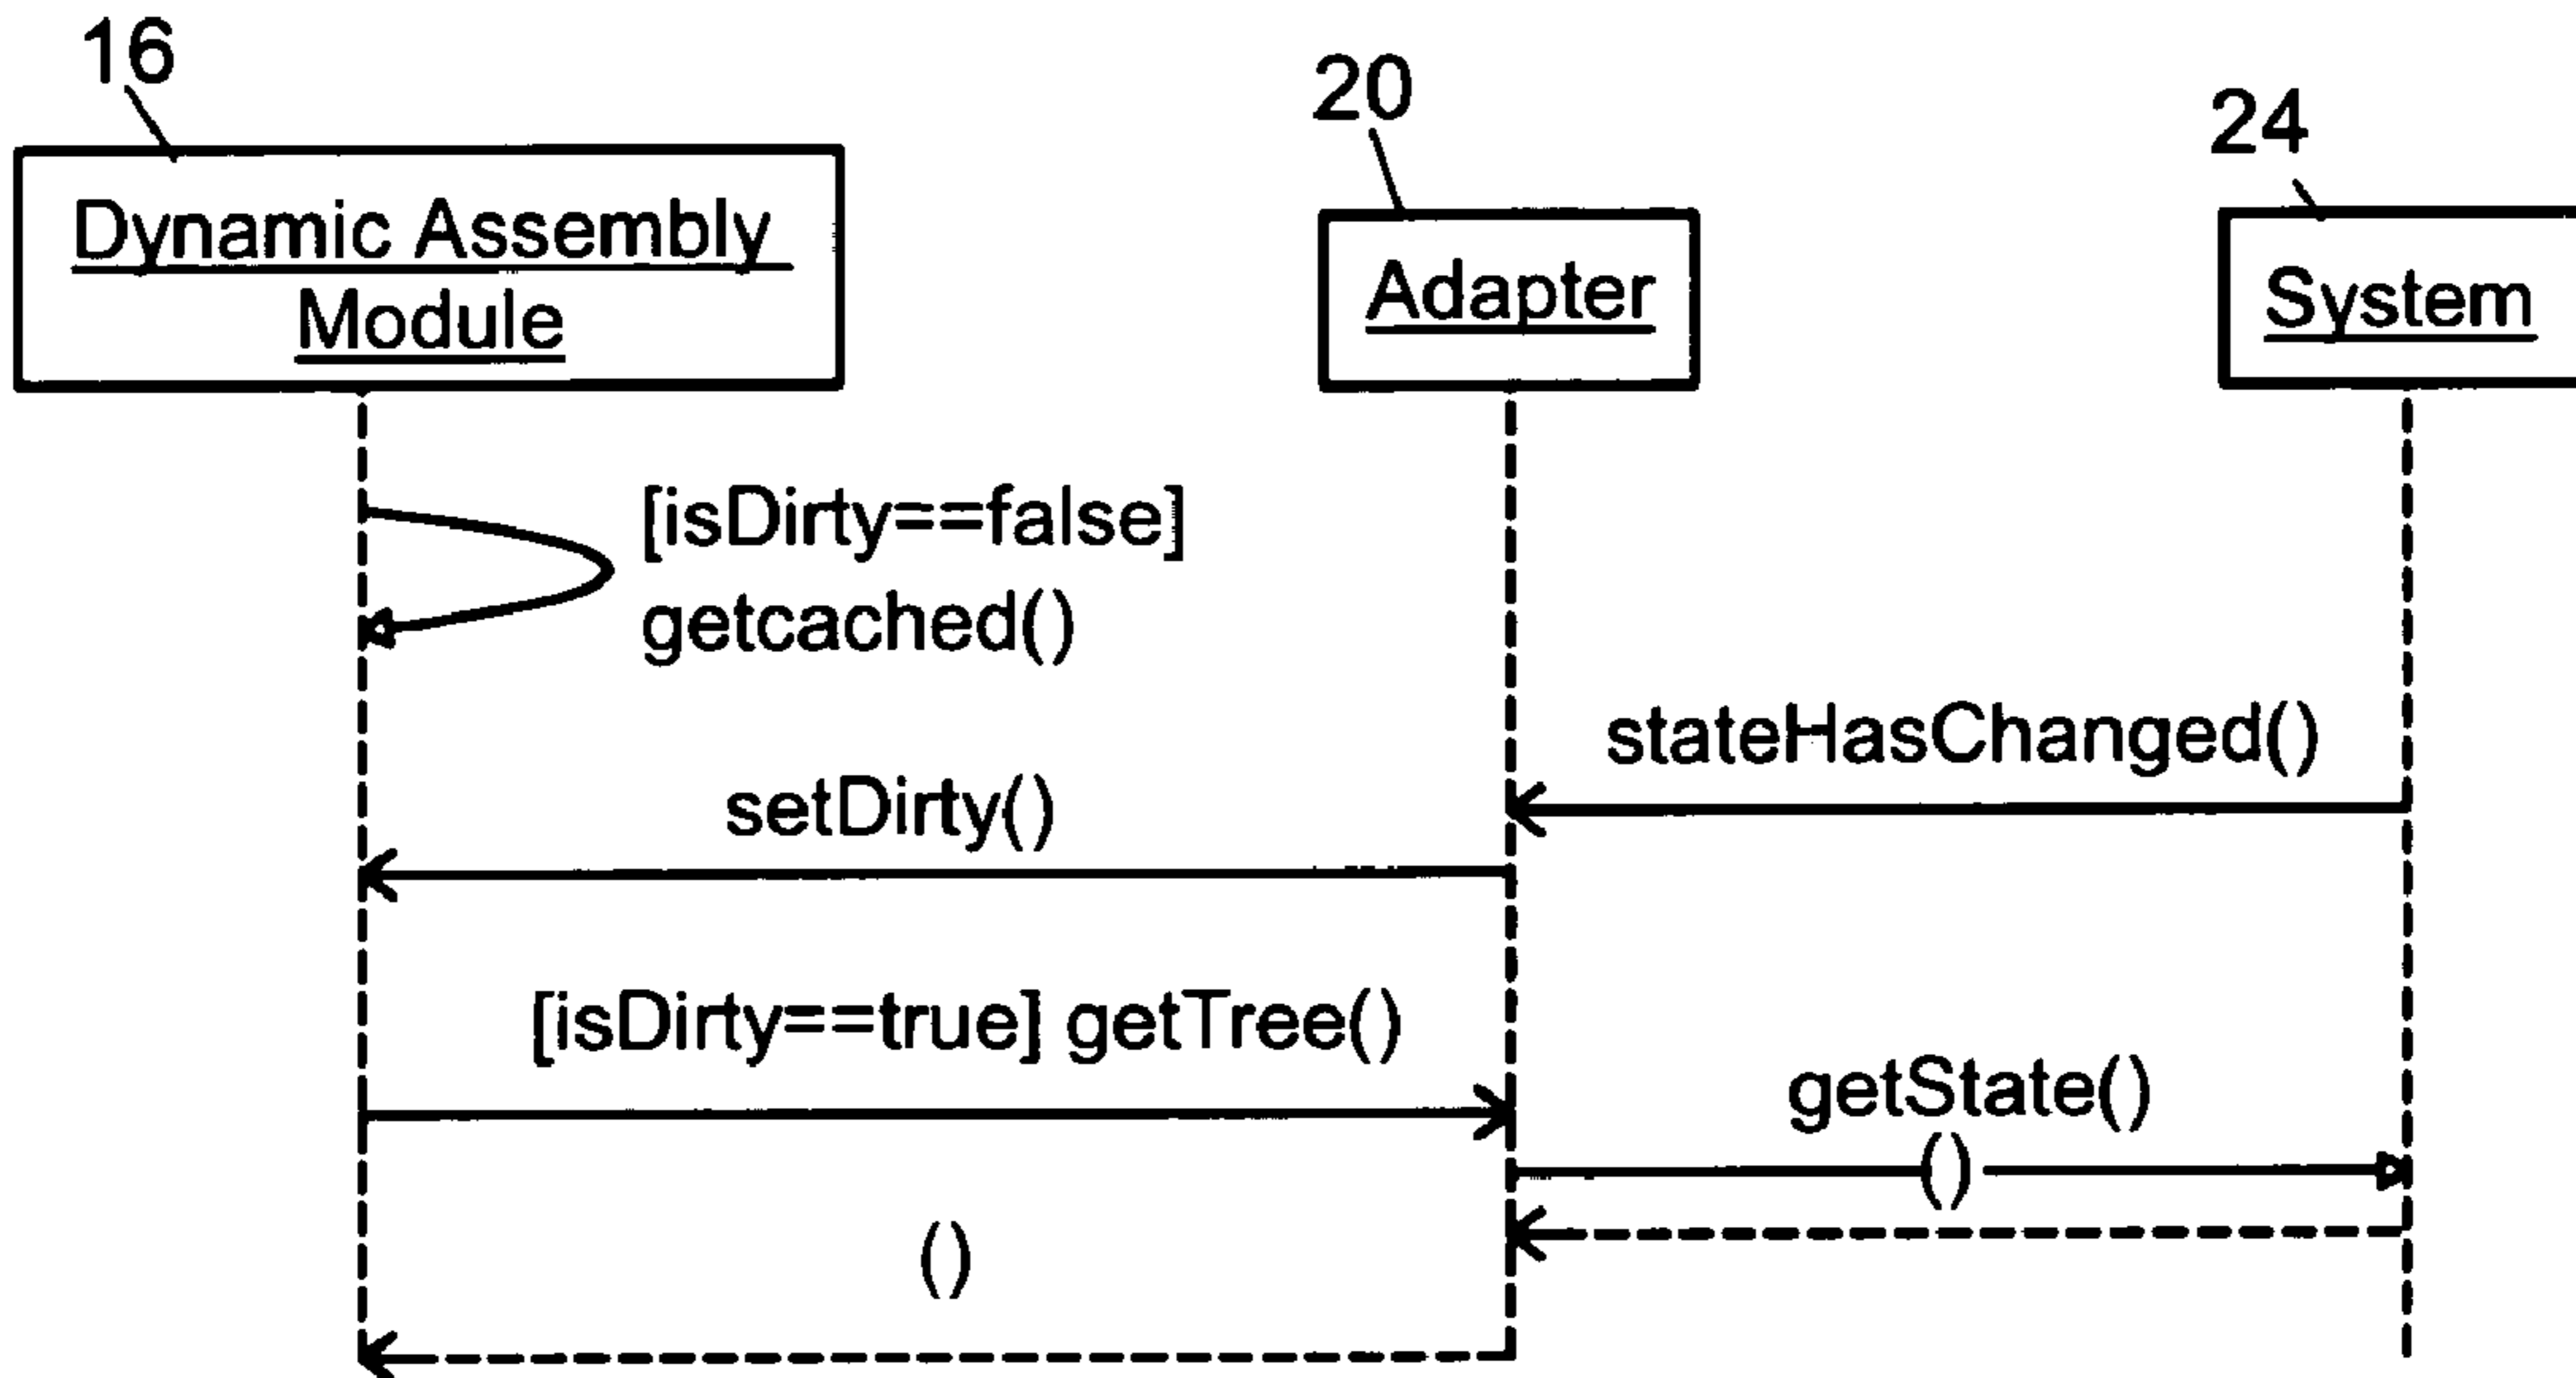 16
20
24
Dynamic Assembly
Module
Adapter
System
[isDirty==false]
getcached()
stateHasChanged()
setDirty()
[isDirty==true] getTree()
getState()
()
()